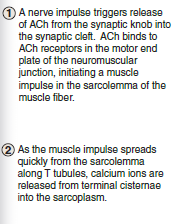 ① A nerve impulse triggers release
of ACh from the synaptic knob into
the synaptic cleft. ACh binds to
ACh receptors in the motor end
plate of the neuromuscular
junction, initiating a muscle
impulse in the sarcolemma of the
muscle fiber.
② As the muscle impulse spreads
quickly from the sarcolemma
along T tubules, calcium ions are
released from terminal cisternae
into the sarcoplasm.